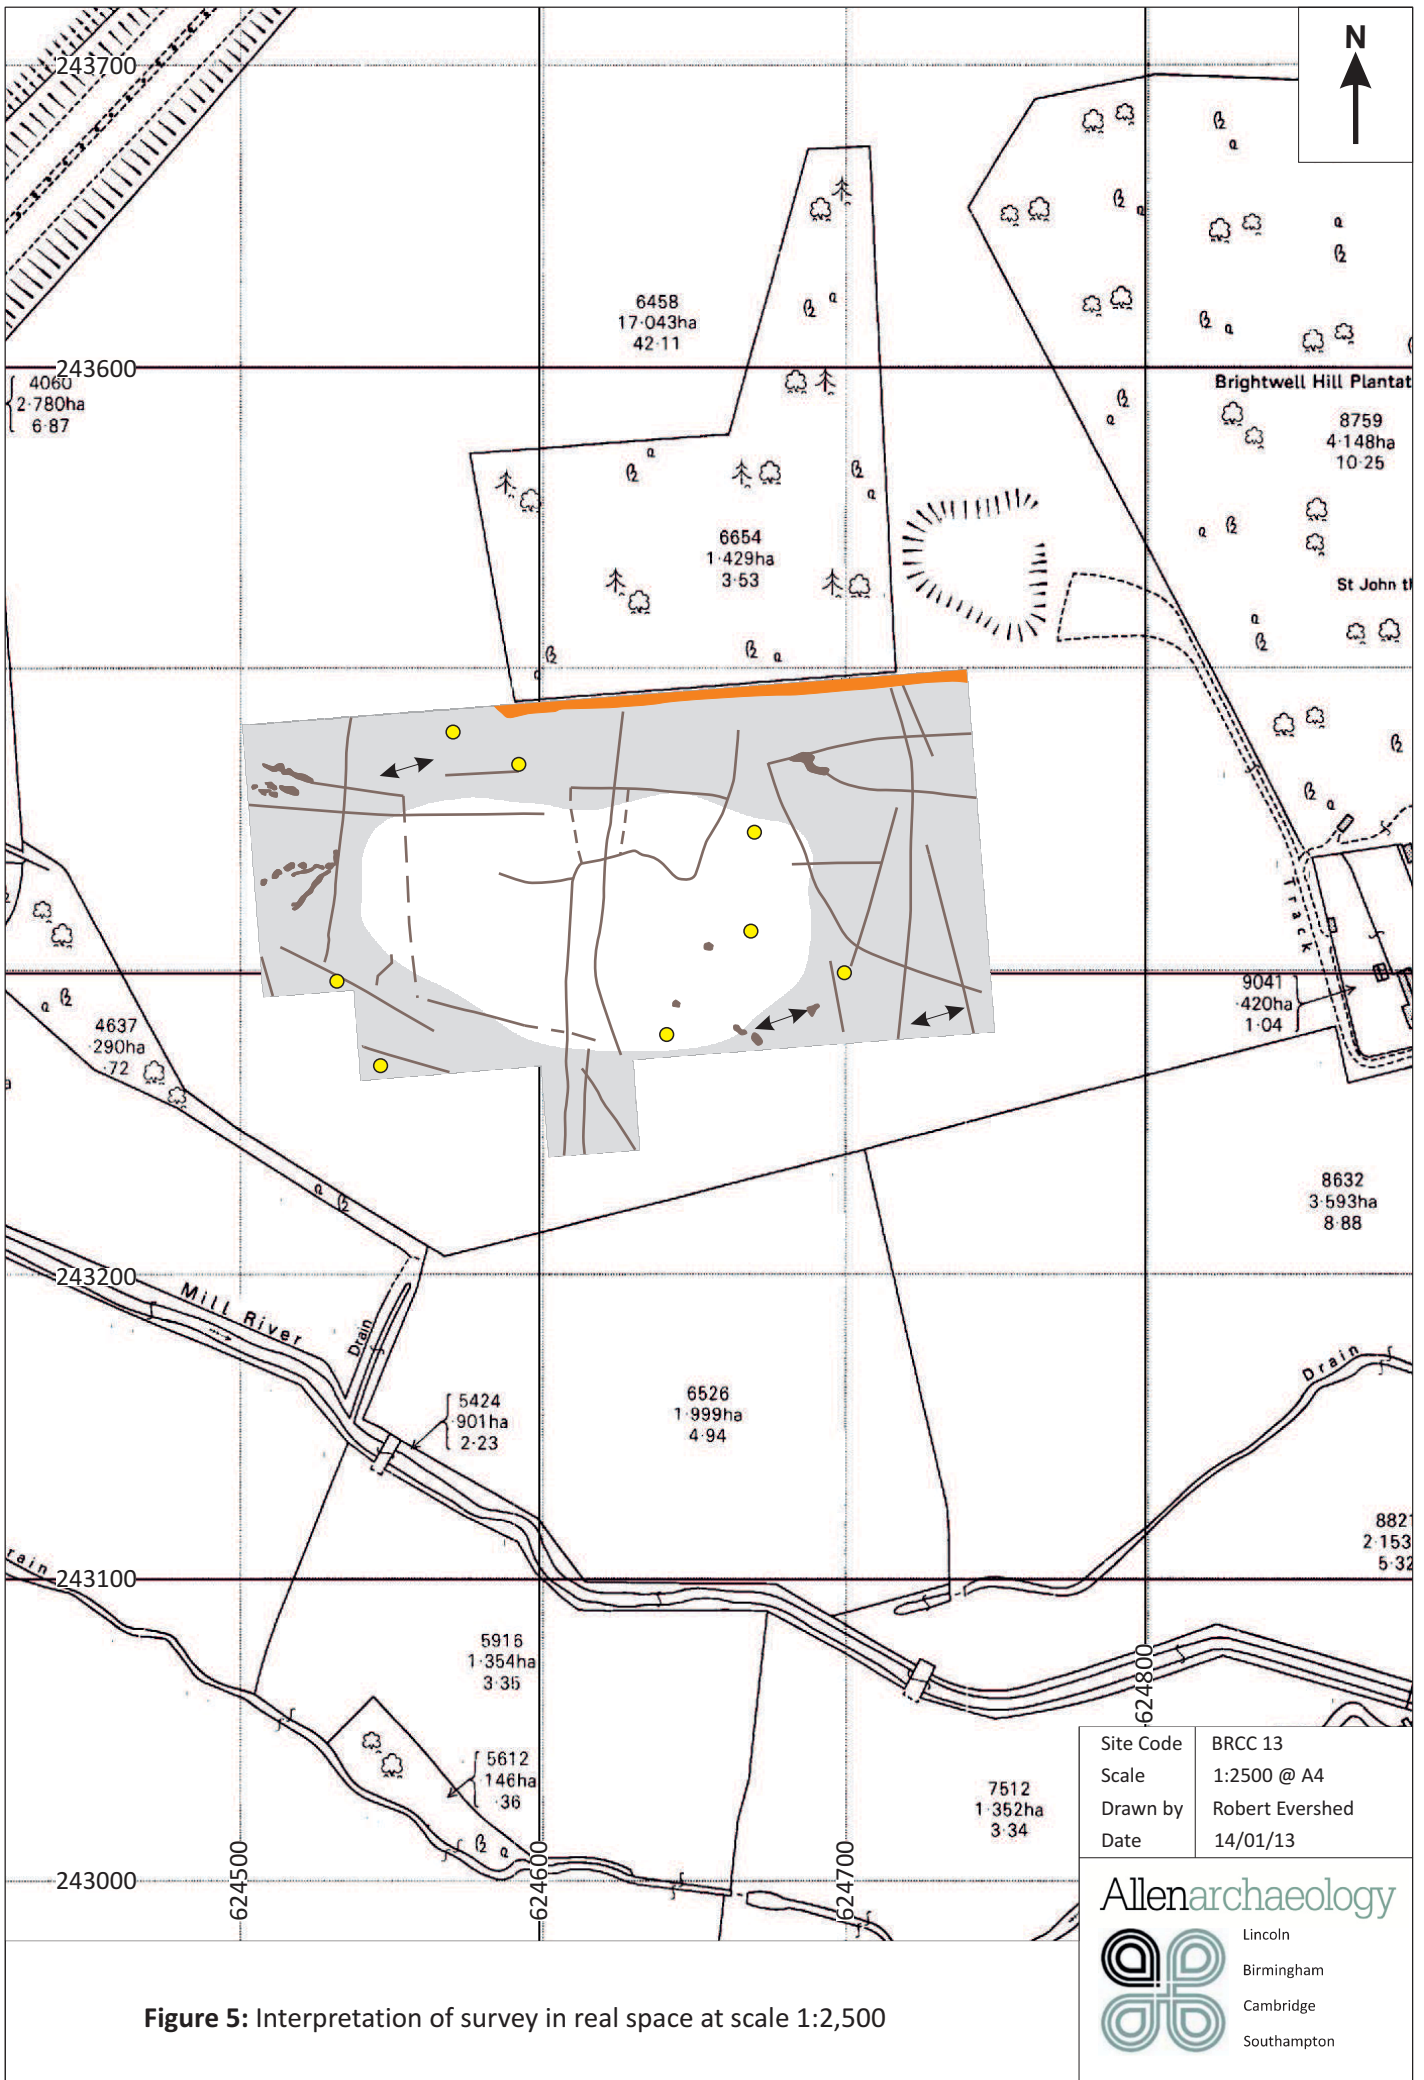 N
243700
6458
17·043ha
42·11
243600
4060
2·780ha
6·87
Brightwell Hill Plantat
8759
4·148ha
10·25
6654
1·429ha
3·53
St John th
Track
9041
·420ha
1·04
4637
·290ha
·72
8632
3·593ha
8·88
243200
Mill River
Drain
Drain
5424
·901ha
2·23
6526
1·999ha
4·94
8821
2·153
5·32
rain
243100
5916
1·354ha
3·35
624800
5612
·146ha
·36
7512
1·352ha
3·34
243000
624500
624600
624700
Site Code BRCC 13
Scale 1:2500 @ A4
Drawn by Robert Evershed
Date 14/01/13
Allenarchaeology
Lincoln
Birmingham
Cambridge
Southampton
Figure 5: Interpretation of survey in real space at scale 1:2,500